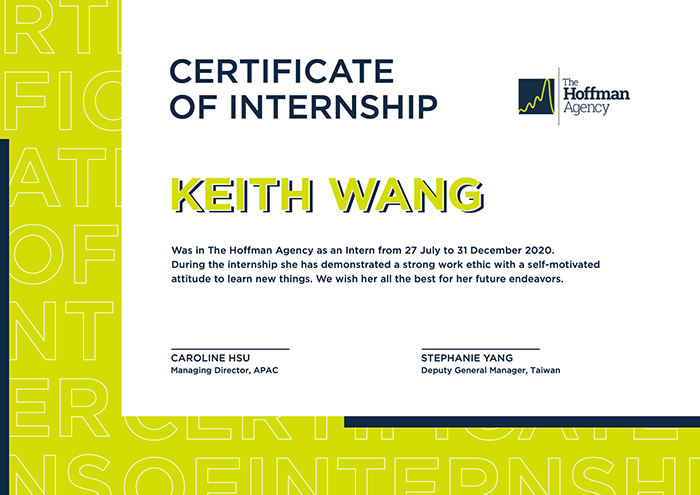 CERTIFICATE
OF INTERNSHIP
The
Hoffman
Agency
KEITH WANG
Was in The Hoffman Agency as an Intern from 27 July to 31 December 2020.
During the internship she has demonstrated a strong work ethic with a self-motivated
attitude to learn new things. We wish her all the best for her future endeavors.
CAROLINE HSU
Managing Director, APAC
STEPHANIE YANG
Deputy General Manager, Taiwan
RTI
FIC
ATE
OF
NT
ER CERTIFICATE
NSOFINTERNSHI